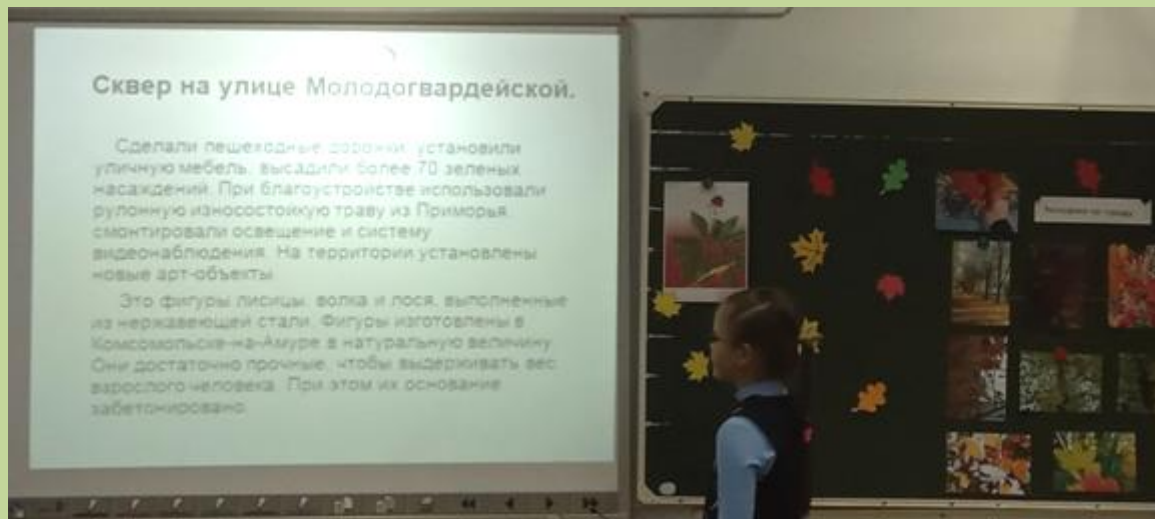 Сквер на улице Молодогвардейской.
Сделали пешеходные дорожки, установили
уличную мебель, высадили более 70 зеленых
насаждений. При благоустройстве использовали
рулонную износостойкую траву из Приморья,
смонтировали освещение и систему
видеонаблюдения. На территории установлены
новые арт-объекты.
Это фигуры лисицы, волка и лося, выполненные
из нержавеющей стали. Фигуры изготовлены в
Комсомольске-на-Амуре в натуральную величину.
Они достаточно прочные, чтобы выдерживать вес
взрослого человека. При этом их основание
забетонировано.